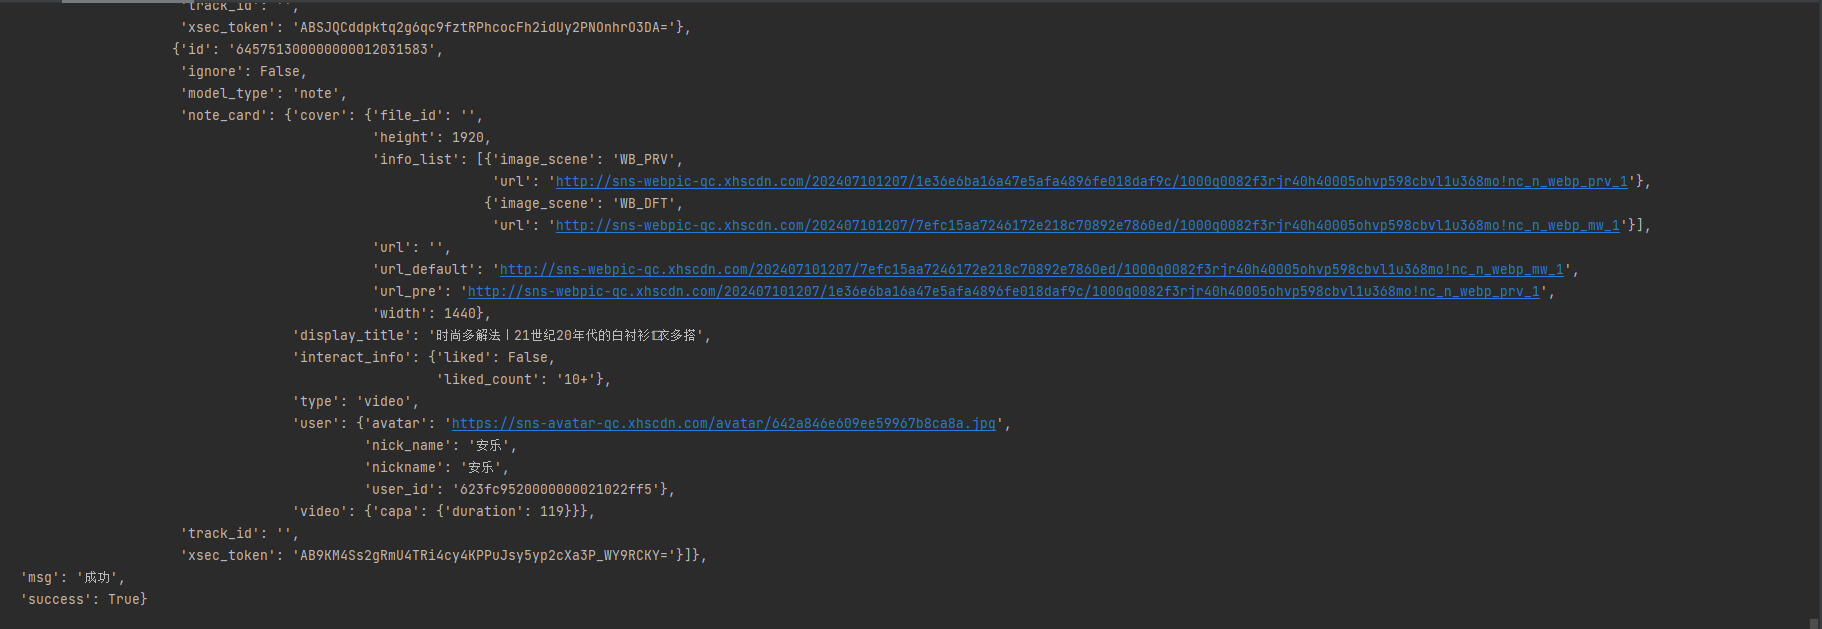 'track_id': '',
'xsec_token': 'ABSJQCddpktq2g6qc9fztRPhcocFh2idUy2PNOnhrO3DA='},
{'id': '645751300000000012031583',
'ignore': False,
'model_type': 'note',
'note_card': {'cover': {'file_id': '',
'height': 1920,
'info_list': [{'image_scene': 'WB_PRV',
'url': 'http://sns-webpic-qc.xhscdn.com/202407101207/1e36e6ba16a47e5afa4896fe018daf9c/1000g0082f3rjr40h40005ohvp598cbvl1u368mo!nc_n_webp_prv_1'},
{'image_scene': 'WB_DFT',
'url': 'http://sns-webpic-qc.xhscdn.com/202407101207/7efc15aa7246172e218c70892e7860ed/1000g0082f3rjr40h40005ohvp598cbvl1u368mo!nc_n_webp_mw_1'}],
'url': '',
'url_default': 'http://sns-webpic-qc.xhscdn.com/202407101207/7efc15aa7246172e218c70892e7860ed/1000g0082f3rjr40h40005ohvp598cbvl1u368mo!nc_n_webp_mw_1',
'url_pre': 'http://sns-webpic-qc.xhscdn.com/202407101207/1e36e6ba16a47e5afa4896fe018daf9c/1000g0082f3rjr40h40005ohvp598cbvl1u368mo!nc_n_webp_prv_1',
'width': 1440},
'display_title': '时尚多解法丨21世纪20年代的白衬衫1衣多搭',
'interact_info': {'liked': False,
'liked_count': '10+'},
'type': 'video',
'user': {'avatar': 'https://sns-avatar-qc.xhscdn.com/avatar/642a846e609ee59967b8ca8a.jpg',
'nick_name': '安乐',
'nickname': '安乐',
'user_id': '623fc9520000000021022ff5'},
'video': {'capa': {'duration': 119}}},
'track_id': '',
'xsec_token': 'AB9KM4Ss2gRmU4TRi4cy4KPPuJsy5yp2cXa3P_WY9RCKY='}]},
'msg': '成功',
'success': True}